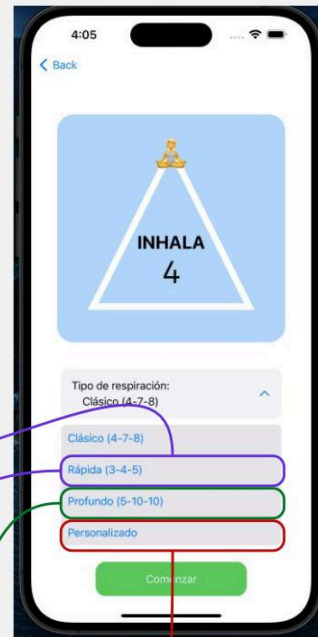 4:05
Back
INHALA
4
Tipo de respiración:
Clásico (4-7-8)
Clásico (4-7-8)
Rápida (3-4-5)
Profundo (5-10-10)
Personalizado
Comenzar